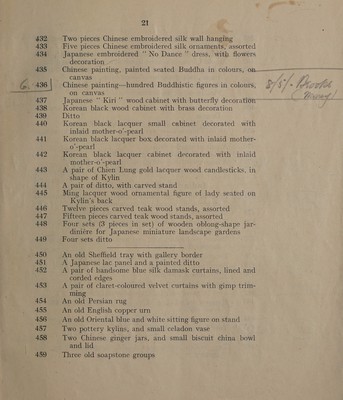 21
432 Two pieces Chinese embroidered silk wall hanging
433 Five pieces Chinese embroidered silk ornaments, assorted
434 Japanese embroidered "No Dance" dress, with flowers
decoration
435 Chinese painting, painted seated Buddha in colours, on
canvas
436 Chinese painting—hundred Buddhistic figures in colours,
on canvas
437 Japanese "Kiri" wood cabinet with butterfly decoration
438 Korean black wood cabinet with brass decoration
439 Ditto
440 Korean black lacquer small cabinet decorated with
inlaid mother-o'-pearl
441 Korean black lacquer box decorated with inlaid mother-
o'-pearl
442 Korean black lacquer cabinet decorated with inlaid
mother-o'-pearl
443 A pair of Chien Lung gold lacquer wood candlesticks, in
shape of Kylin
444 A pair of ditto, with carved stand
445 Ming lacquer wood ornamental figure of lady seated on
Kylin's back
446 Twelve pieces carved teak wood stands, assorted
447 Fifteen pieces carved teak wood stands, assorted
448 Four sets (3 pieces in set) of wooden oblong-shape jar-
dinière for Japanese miniature landscape gardens
449 Four sets ditto
450 An old Sheffield tray with gallery border
451 A Japanese lac panel and a painted ditto
452 A pair of handsome blue silk damask curtains, lined and
corded edges
453 A pair of claret-coloured velvet curtains with gimp trim-
ming
454 An old Persian rug
455 An old English copper urn
456 An old Oriental blue and white sitting figure on stand
457 Two pottery kylins, and small celadon vase
458 Two Chinese ginger jars, and small biscuit china bowl
and lid
459 Three old soapstone groups